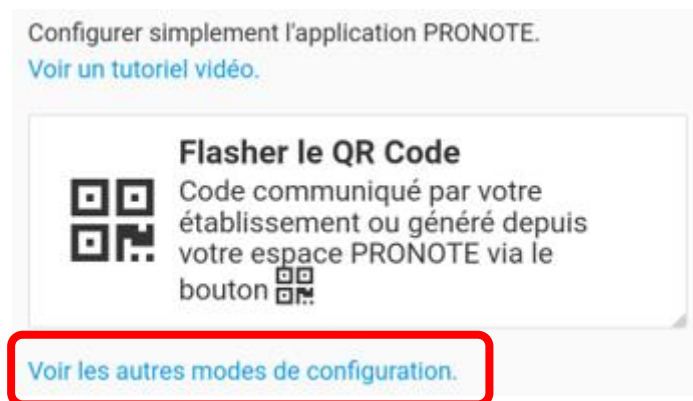 Configurer simplement l'application PRONOTE.
Voir un tutoriel vidéo.
Flasher le QR Code
Code communiqué par votre
établissement ou généré depuis
votre espace PRONOTE via le
bouton
Voir les autres modes de configuration.